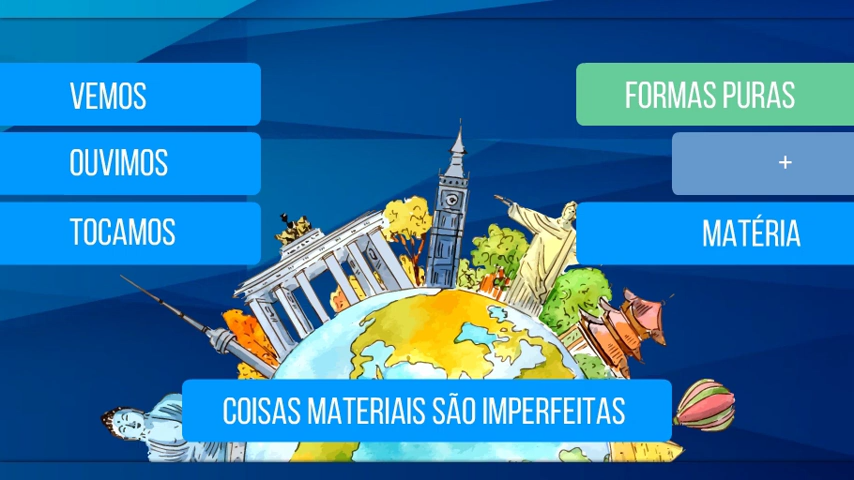 VEMOS
OUVIMOS
TOCAMOS
FORMAS PURAS
+
MATÉRIA
COISAS MATERIAIS SÃO IMPERFEITAS